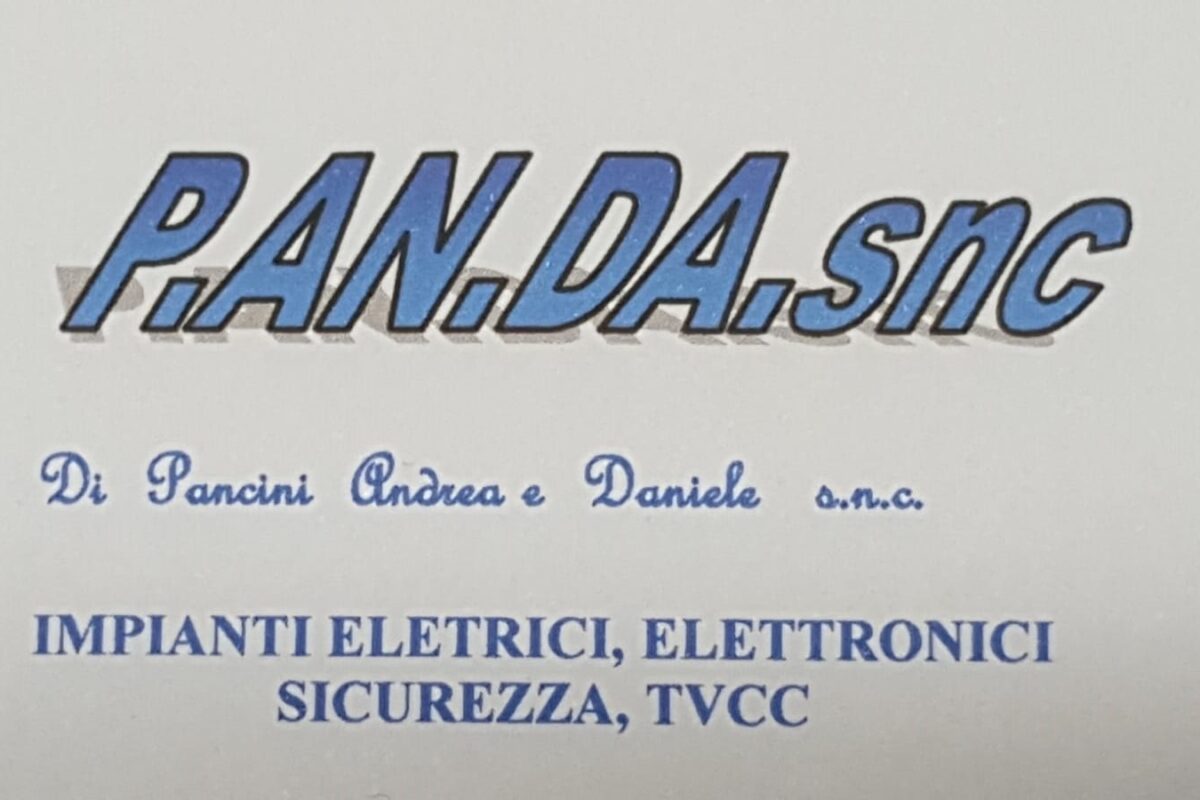 P.AN.DA.snc
Di Pancini Andrea e Daniele s.n.c.
IMPIANTI ELETRICI, ELETTRONICI
SICUREZZA, TVCC